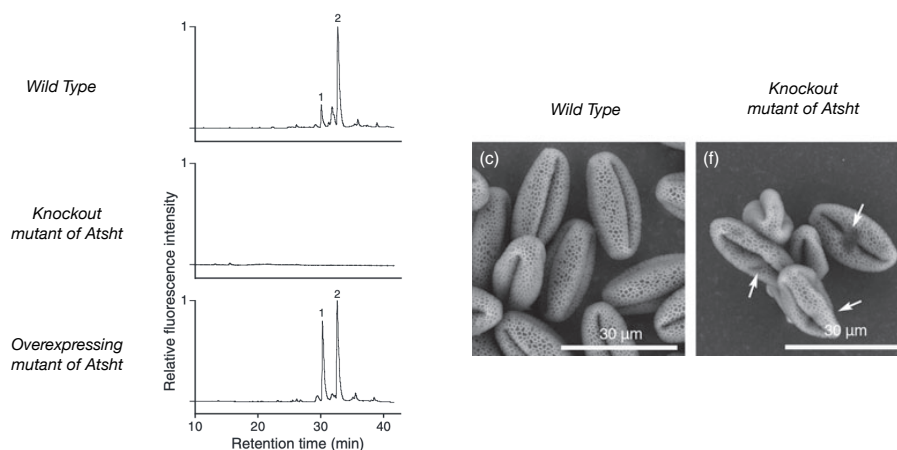 Wild Type
Knockout
mutant of Atsht
Overexpressing
mutant of Atsht
Relative fluorescence intensity
1
1
2
1
1
1
2
10
20
30
40
Retention time (min)
Wild Type
Knockout
mutant of Atsht
(c)
30 µm
(f)
30 µm